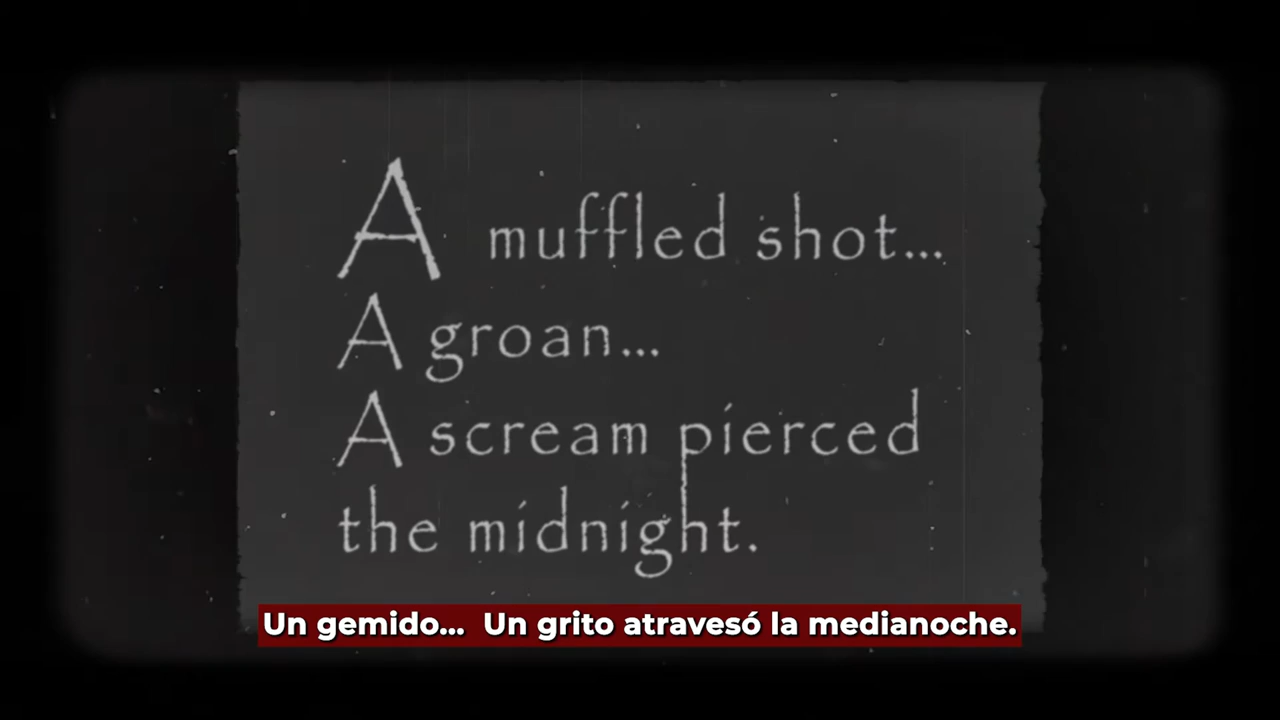 A muffled shot...
A groan...
A scream pierced
the midnight.
Un gemido... Un grito atravesó la medianoche.